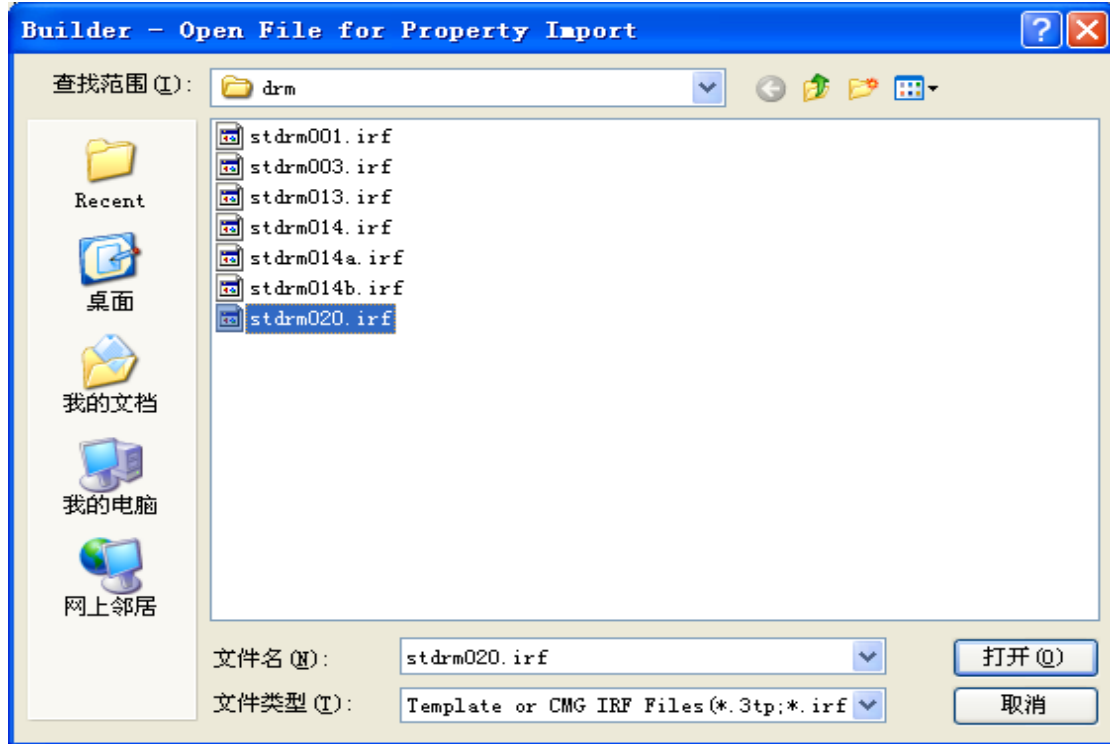 Builder - Open File for Property Import
查找范围(I):
drm
stdrm001.irf
stdrm003.irf
stdrm013.irf
stdrm014.irf
stdrm014a.irf
stdrm014b.irf
stdrm020.irf
Recent
桌面
我的文档
我的电脑
网上邻居
文件名(N):
stdrm020.irf
打开(O)
文件类型(T):
Template or CMG IRF Files(*.3tp;*.irf
取消